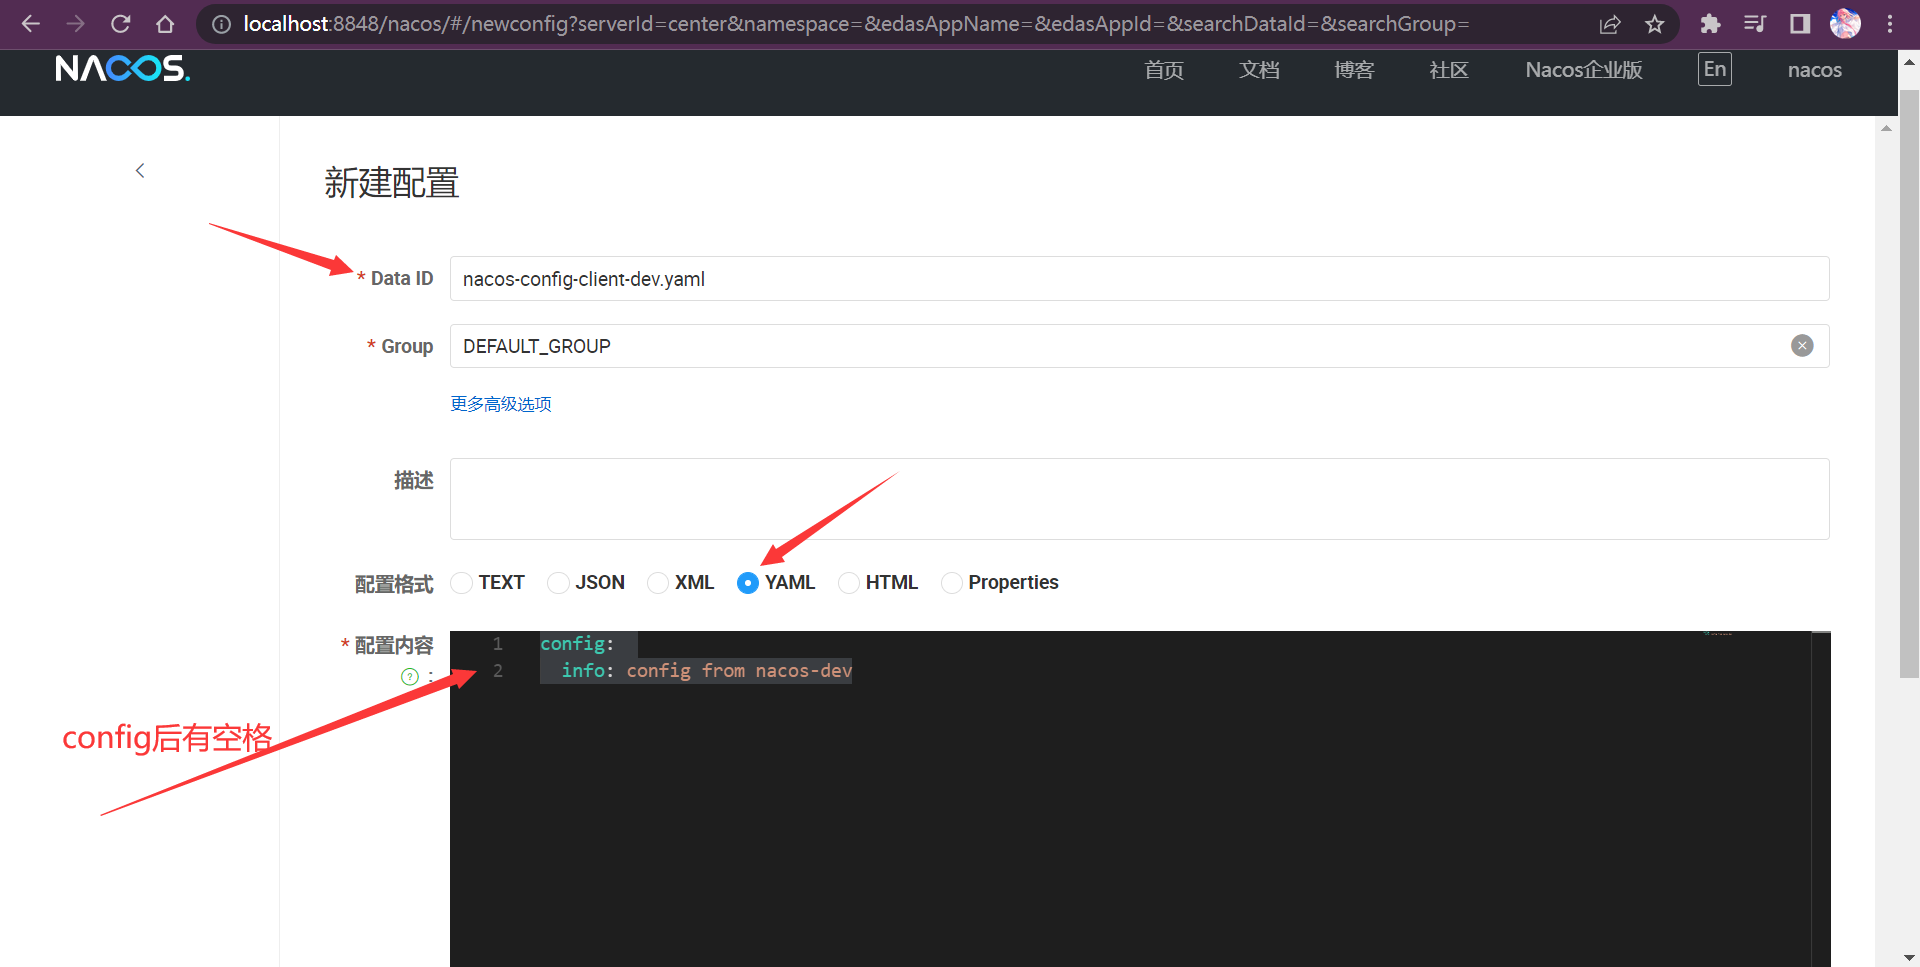 localhost:8848/nacos/#/newconfig?serverId=center&namespace=&edasAppName=&edasAppId=&searchDataId=&searchGroup=
NACOS.
首页 文档 博客 社区 Nacos企业版 En nacos
新建配置
* Data ID nacos-config-client-dev.yaml
* Group DEFAULT_GROUP
更多高级选项
描述
配置格式 TEXT JSON XML YAML HTML Properties
* 配置内容 1 config:
? : 2 info: config from nacos-dev
config后有空格